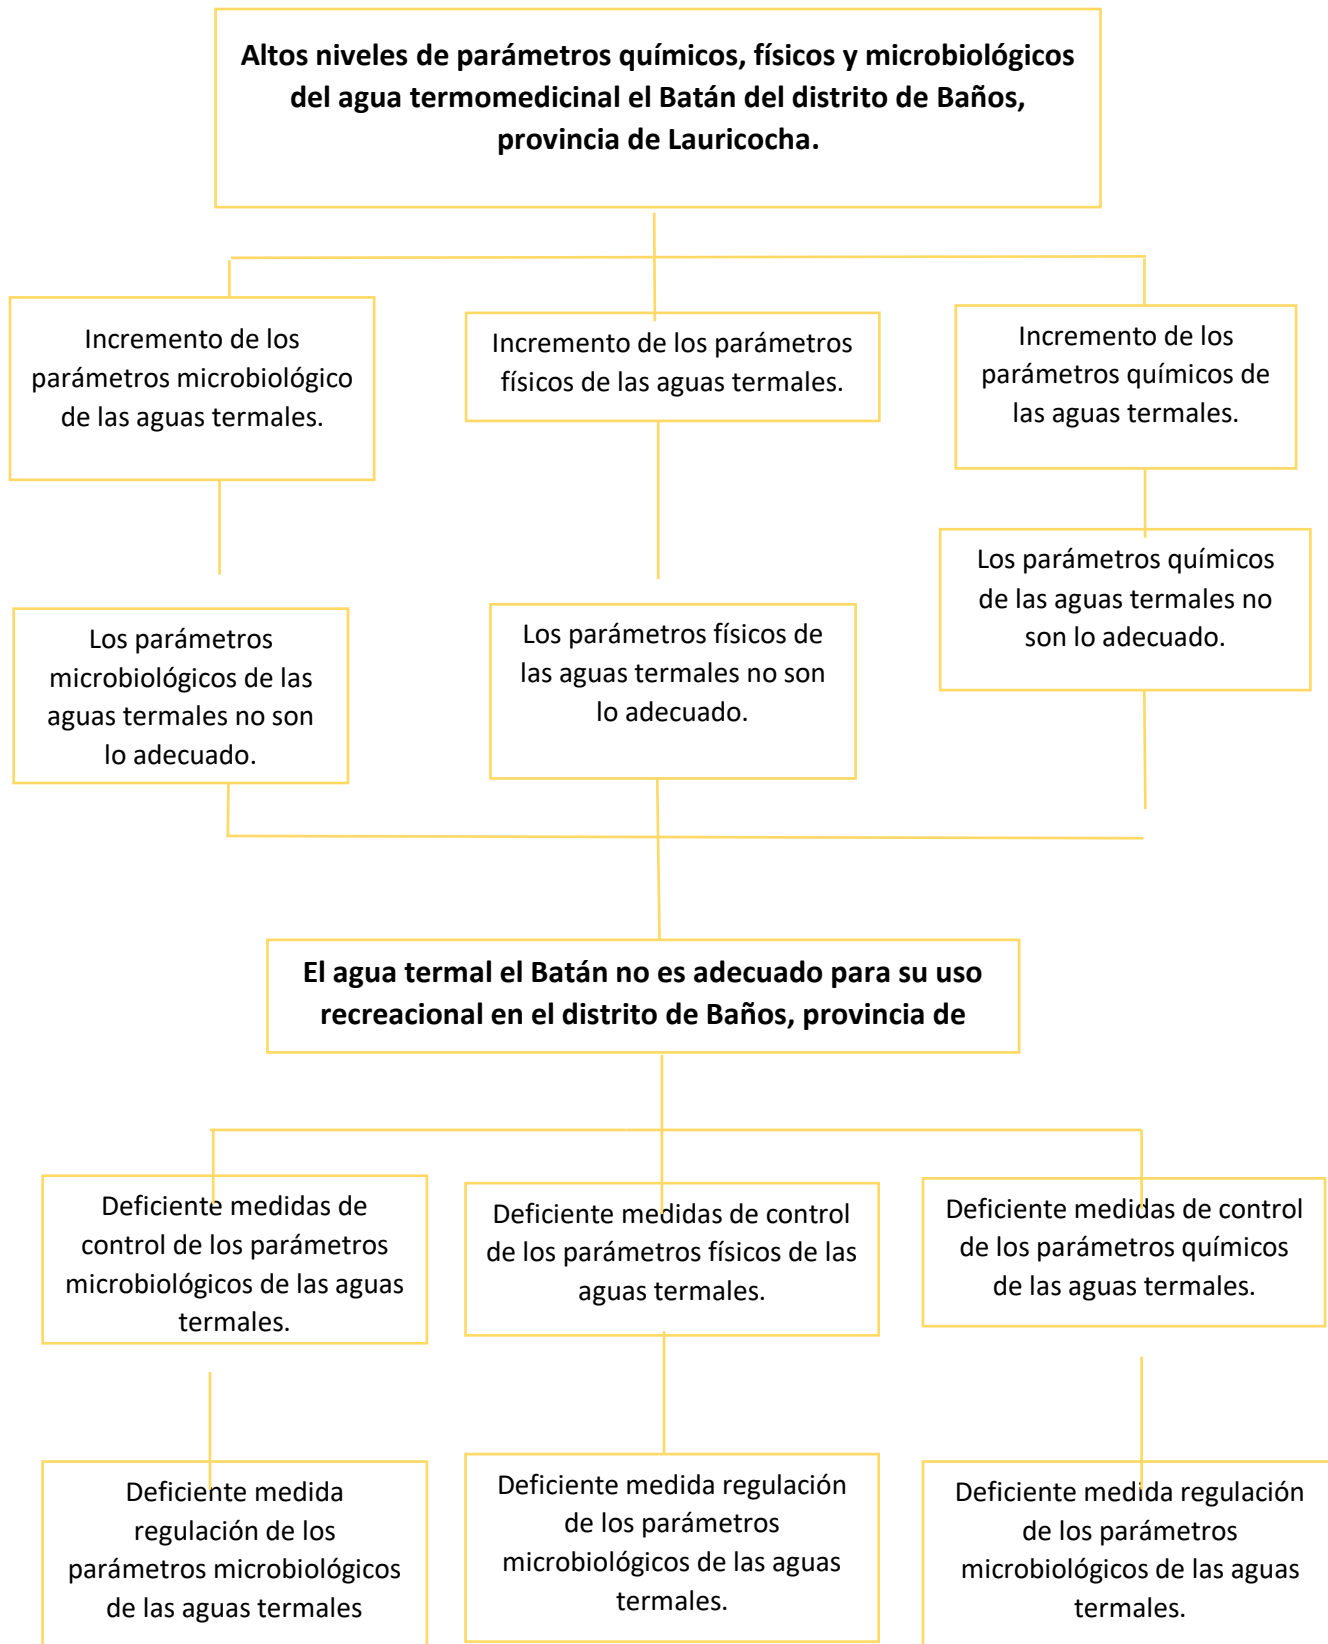 Altos niveles de parámetros químicos, físicos y microbiológicos
del agua termomedicinal el Batán del distrito de Baños,
provincia de Lauricocha.
Incremento de los
parámetros microbiológico
de las aguas termales.
Incremento de los parámetros
físicos de las aguas termales.
Incremento de los
parámetros químicos de
las aguas termales.
Los parámetros
microbiológicos de las
aguas termales no son
lo adecuado.
Los parámetros físicos de
las aguas termales no son
lo adecuado.
Los parámetros químicos
de las aguas termales no
son lo adecuado.
El agua termal el Batán no es adecuado para su uso
recreacional en el distrito de Baños, provincia de
Deficiente medidas de
control de los parámetros
microbiológicos de las aguas
termales.
Deficiente medidas de control
de los parámetros físicos de las
aguas termales.
Deficiente medidas de control
de los parámetros químicos
de las aguas termales.
Deficiente medida
regulación de los
parámetros microbiológicos
de las aguas termales
Deficiente medida regulación
de los parámetros
microbiológicos de las aguas
termales.
Deficiente medida regulación
de los parámetros
microbiológicos de las aguas
termales.